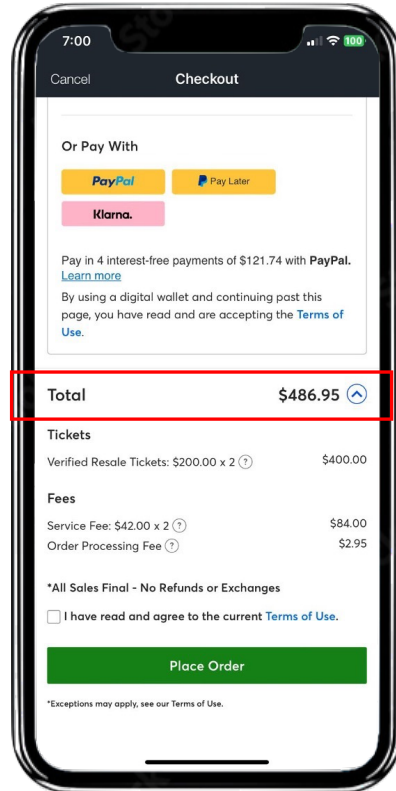 7:00
100
Cancel
Checkout
Or Pay With
PayPal
Pay Later
Klarna.
Pay in 4 interest-free payments of $121.74 with PayPal.
Learn more
By using a digital wallet and continuing past this
page, you have read and are accepting the Terms of
Use.
Total $486.95
Tickets
Verified Resale Tickets: $200.00 x 2 ? $400.00
Fees
Service Fee: $42.00 x 2 ? $84.00
Order Processing Fee ? $2.95
*All Sales Final - No Refunds or Exchanges
I have read and agree to the current Terms of Use.
Place Order
*Exceptions may apply, see our Terms of Use.